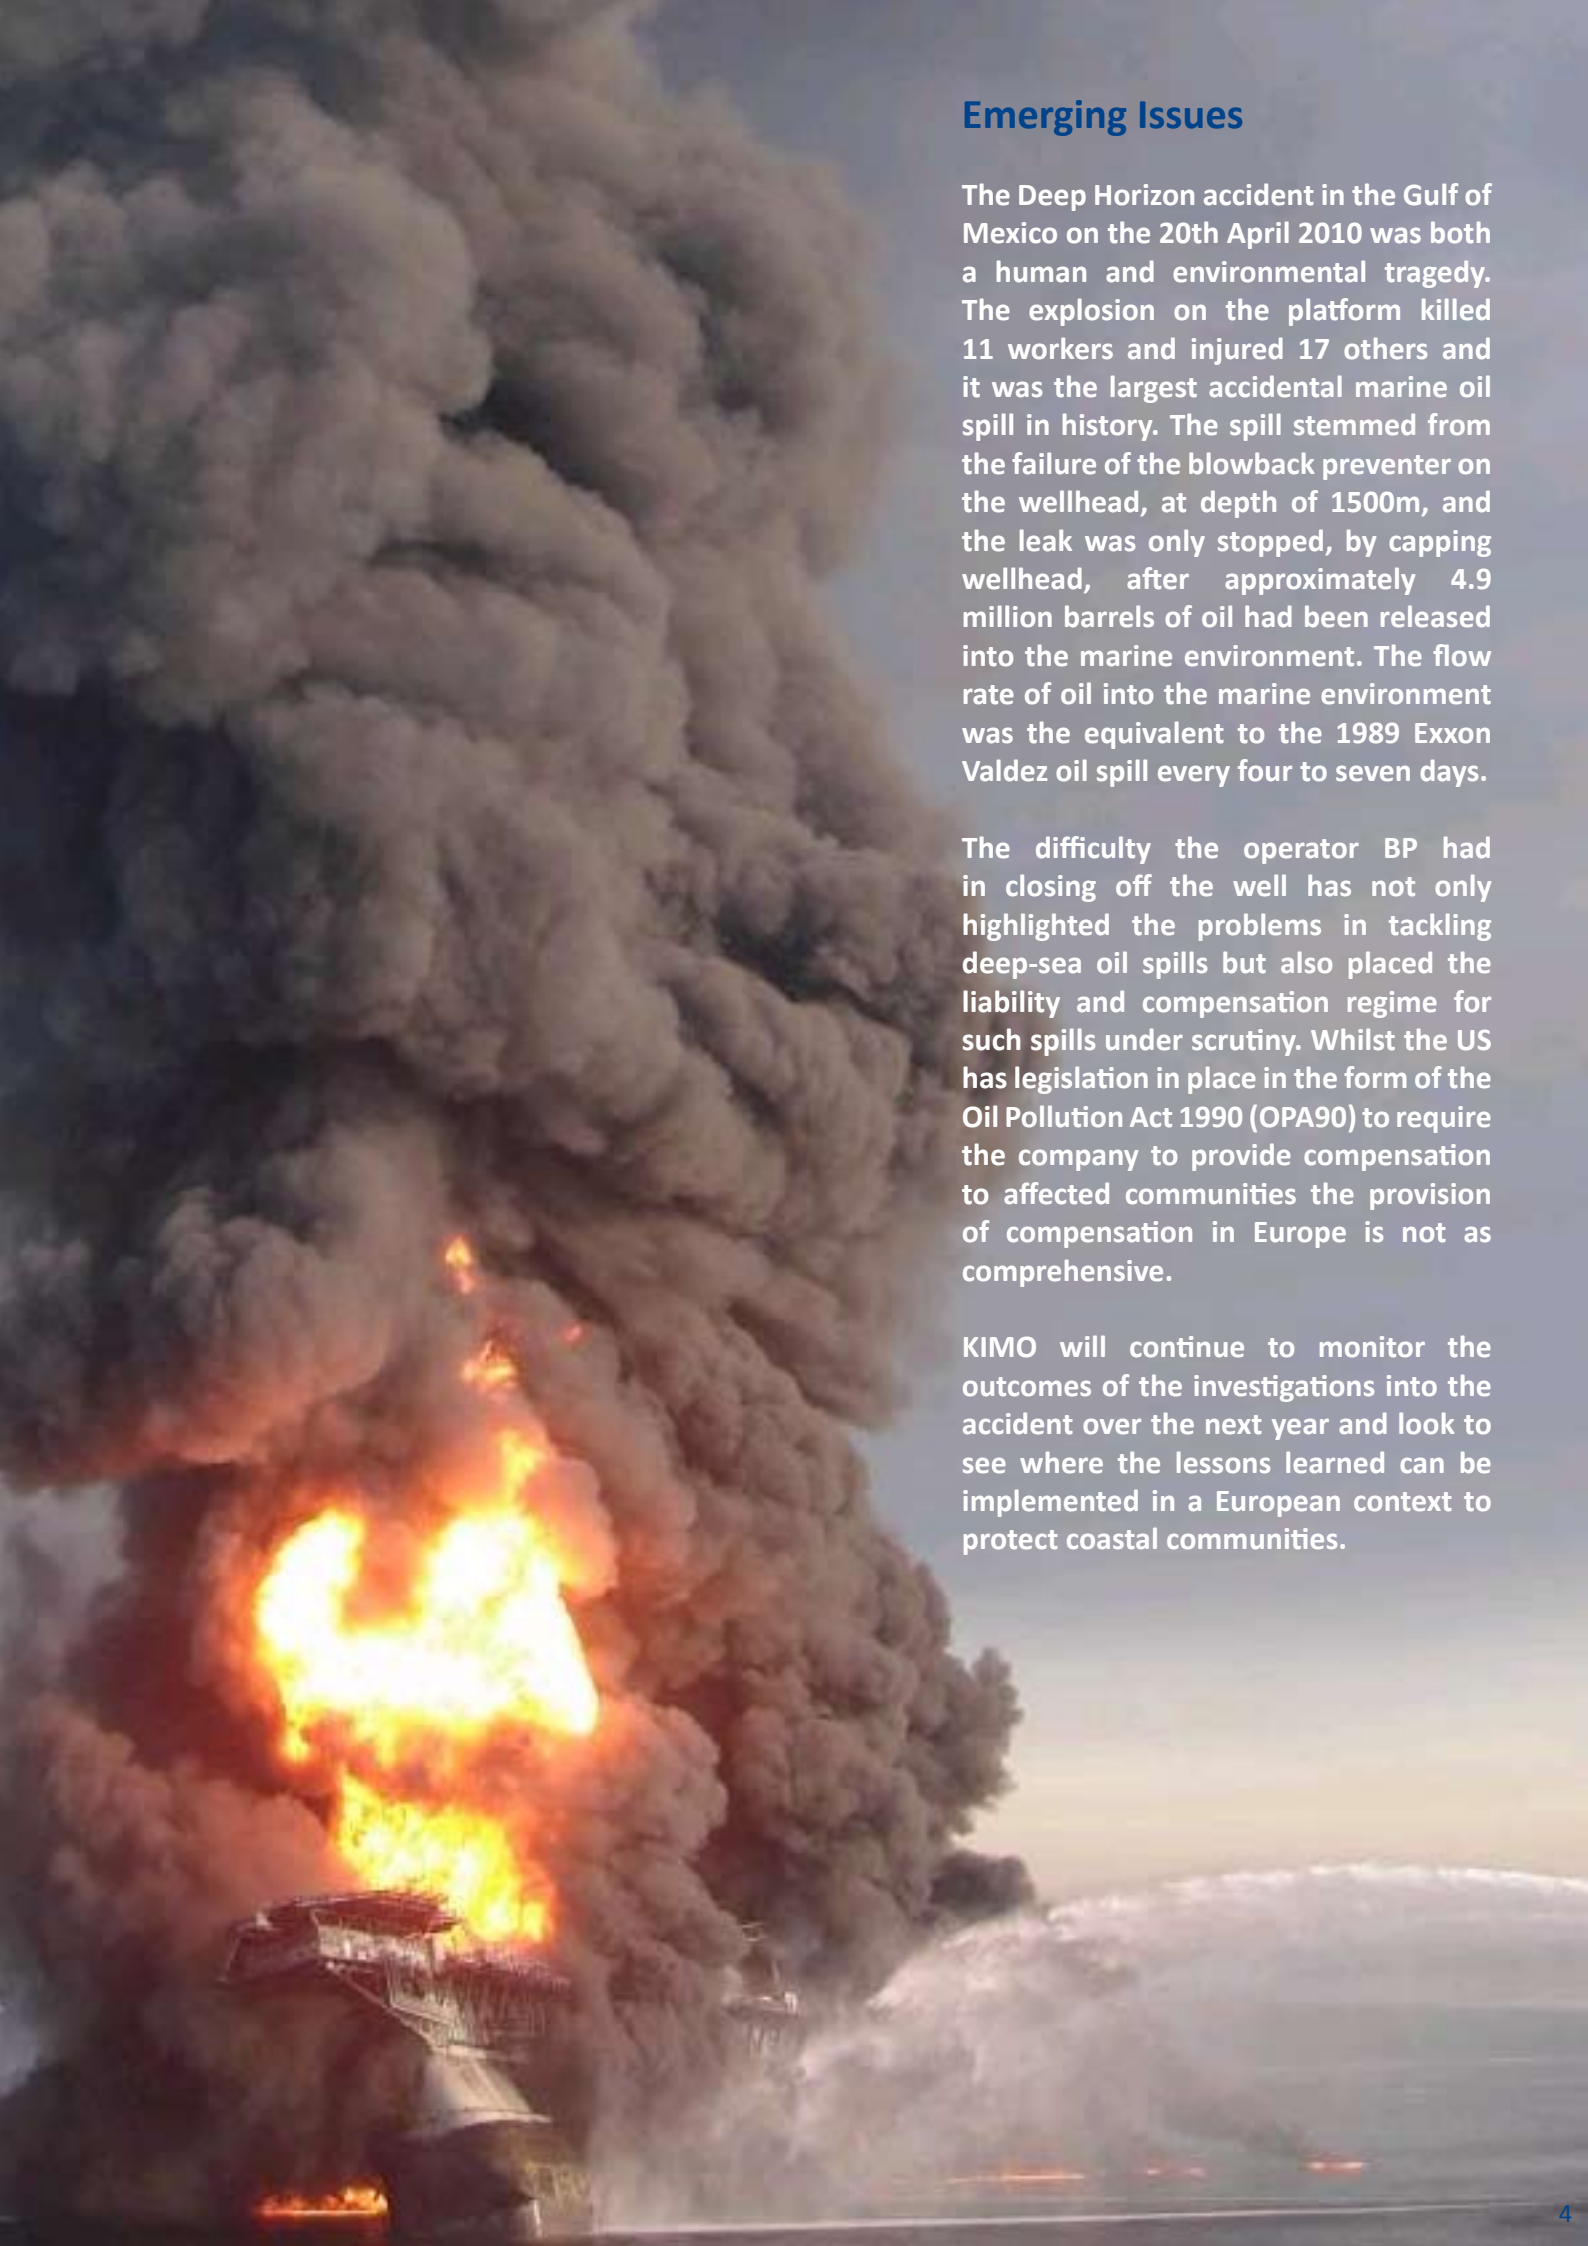 Emerging Issues
The Deep Horizon accident in the Gulf of
Mexico on the 20th April 2010 was both
a human and environmental tragedy.
The explosion on the platform killed
11 workers and injured 17 others and
it was the largest accidental marine oil
spill in history. The spill stemmed from
the failure of the blowback preventer on
the wellhead, at depth of 1500m, and
the leak was only stopped, by capping
wellhead, after approximately 4.9
million barrels of oil had been released
into the marine environment. The flow
rate of oil into the marine environment
was the equivalent to the 1989 Exxon
Valdez oil spill every four to seven days.
The difficulty the operator BP had
in closing off the well has not only
highlighted the problems in tackling
deep-sea oil spills but also placed the
liability and compensation regime for
such spills under scrutiny. Whilst the US
has legislation in place in the form of the
Oil Pollution Act 1990 (OPA90) to require
the company to provide compensation
to affected communities the provision
of compensation in Europe is not as
comprehensive.
KIMO will continue to monitor the
outcomes of the investigations into the
accident over the next year and look to
see where the lessons learned can be
implemented in a European context to
protect coastal communities.
4